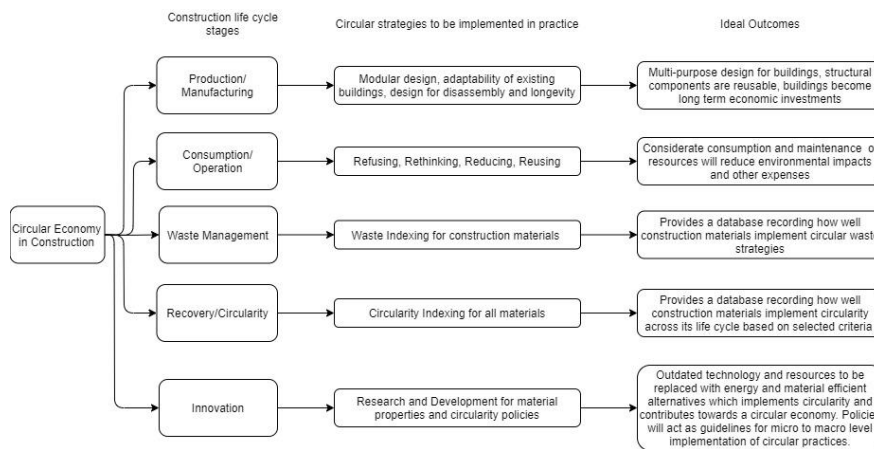 Construction life cycle
stages
Circular strategies to be implemented in practice
Ideal Outcomes
Circular Economy
in Construction
Production/
Manufacturing
Modular design, adaptability of existing
buildings, design for disassembly and longevity
Multi-purpose design for buildings, structural
components are reusable, buildings become
long term economic investments
Consumption/
Operation
Refusing, Rethinking, Reducing, Reusing
Considerate consumption and maintenance o
resources will reduce environmental impacts
and other expenses
Waste Management
Waste Indexing for construction materials
Provides a database recording how well
construction materials implement circular waste
strategies
Recovery/Circularity
Circularity Indexing for all materials
Provides a database recording how well
construction materials implement circularity
across its life cycle based on selected criteria
Innovation
Research and Development for material
properties and circularity policies
Outdated technology and resources to be
replaced with energy and material efficient
alternatives which implements circularity and
contributes towards a circular economy. Policie
will act as guidelines for micro to macro level
implementation of circular practices.